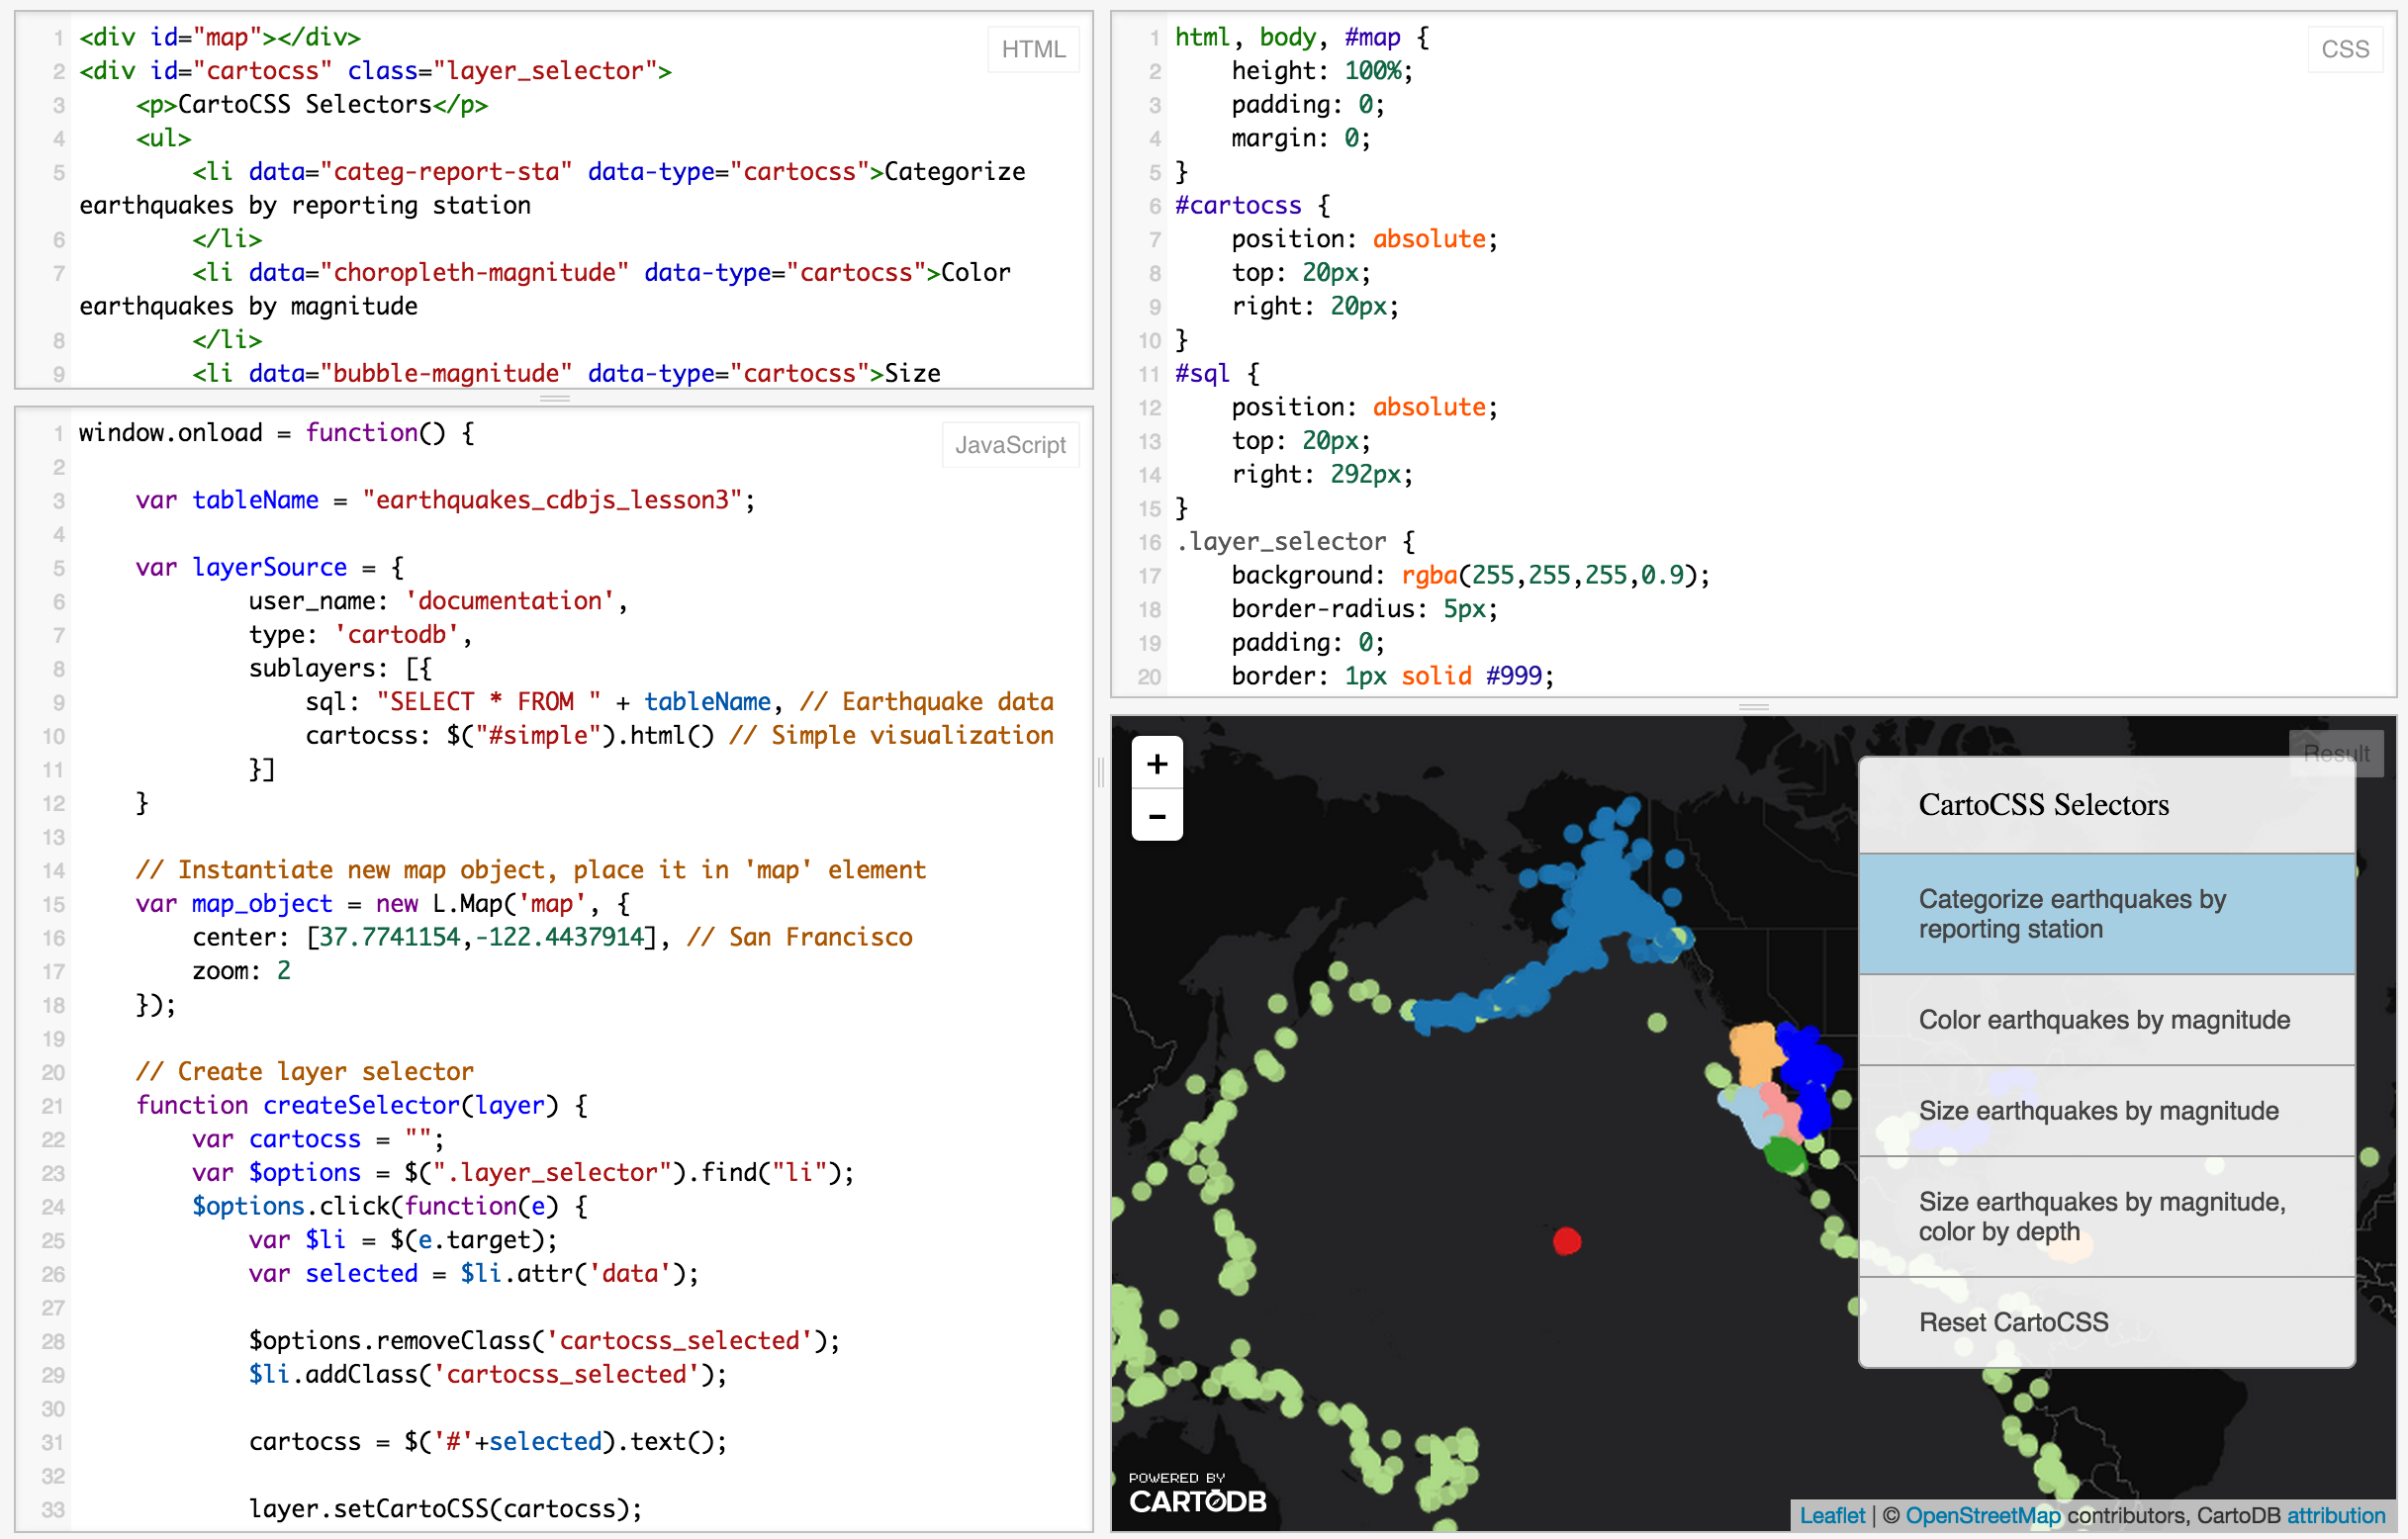 HTML
1 <div id="map"></div>
2 <div id="cartocss" class="layer_selector">
3     <p>CartoCSS Selectors</p>
4     <ul>
5         <li data="categ-report-sta" data-type="cartocss">Categorize
earthquakes by reporting station
6         </li>
7         <li data="choropleth-magnitude" data-type="cartocss">Color
earthquakes by magnitude
8         </li>
9         <li data="bubble-magnitude" data-type="cartocss">Size
JavaScript
1 window.onload = function() {
2
3     var tableName = "earthquakes_cdbjs_lesson3";
4
5     var layerSource = {
6             user_name: 'documentation',
7             type: 'cartodb',
8             sublayers: [{
9                 sql: "SELECT * FROM " + tableName, // Earthquake data
10                 cartocss: $("#simple").html() // Simple visualization
11             }]
12     }
13
14     // Instantiate new map object, place it in 'map' element
15     var map_object = new L.Map('map', {
16         center: [37.7741154,-122.4437914], // San Francisco
17         zoom: 2
18     });
19
20     // Create layer selector
21     function createSelector(layer) {
22         var cartocss = "";
23         var $options = $(".layer_selector").find("li");
24         $options.click(function(e) {
25             var $li = $(e.target);
26             var selected = $li.attr('data');
27
28             $options.removeClass('cartocss_selected');
29             $li.addClass('cartocss_selected');
30
31             cartocss = $('#'+selected).text();
32
33             layer.setCartoCSS(cartocss);
CSS
1 html, body, #map {
2     height: 100%;
3     padding: 0;
4     margin: 0;
5 }
6 #cartocss {
7     position: absolute;
8     top: 20px;
9     right: 20px;
10 }
11 #sql {
12     position: absolute;
13     top: 20px;
14     right: 292px;
15 }
16 .layer_selector {
17     background: rgba(255,255,255,0.9);
18     border-radius: 5px;
19     padding: 0;
20     border: 1px solid #999;
Result
+
-
CartoCSS Selectors
Categorize earthquakes by
reporting station
Color earthquakes by magnitude
Size earthquakes by magnitude
Size earthquakes by magnitude,
color by depth
Reset CartoCSS
POWERED BY
CARTODB
Leaflet | © OpenStreetMap contributors, CartoDB attribution